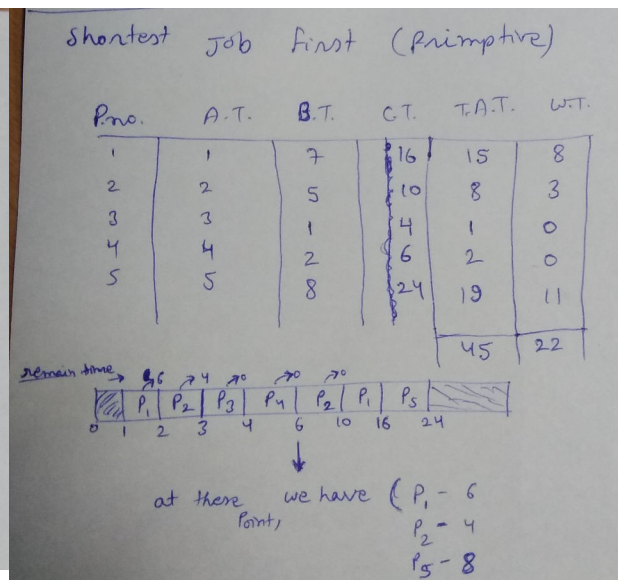 Shortest Job First (Primptive)
P.no. A.T. B.T. C.T. T.A.T. W.T.
1 1 7 16 15 8
2 2 5 10 8 3
3 3 1 4 1 0
4 4 2 6 2 0
5 5 8 24 19 11
45 22
remain time → 6 4 0 0 0
P1 P2 P3 P4 P2 P1 P5
0 1 2 3 4 6 10 16 24
at these Point, we have ( P1 - 6
P2 - 4
P5 - 8